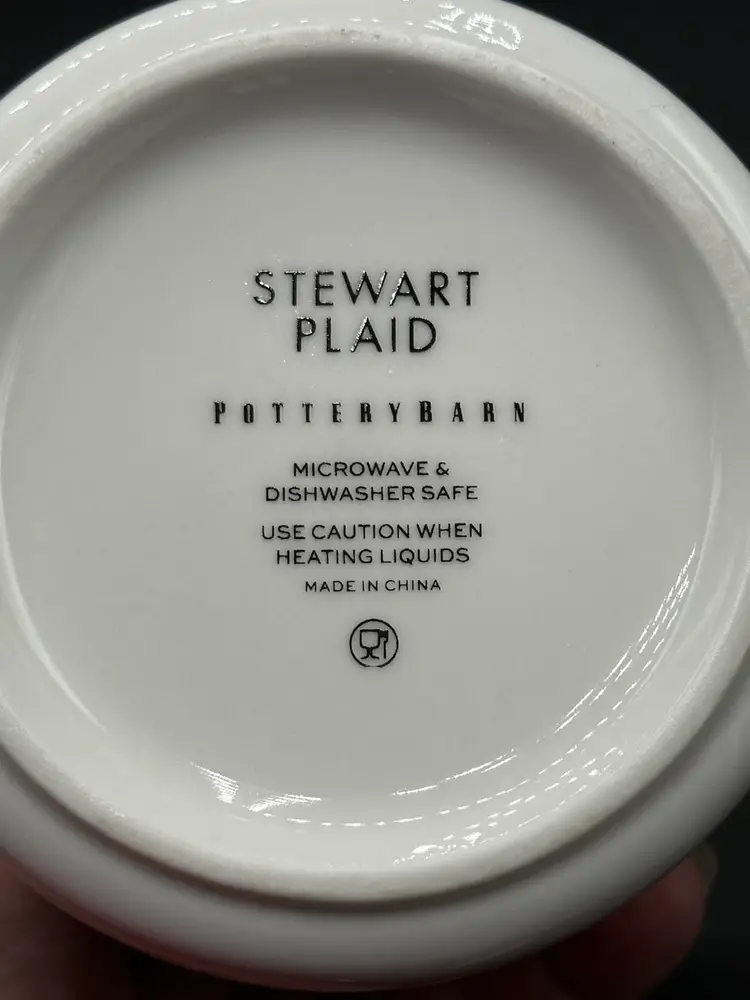 STEWART
PLAID
POTTERYBARN
MICROWAVE &
DISHWASHER SAFE
USE CAUTION WHEN
HEATING LIQUIDS
MADE IN CHINA